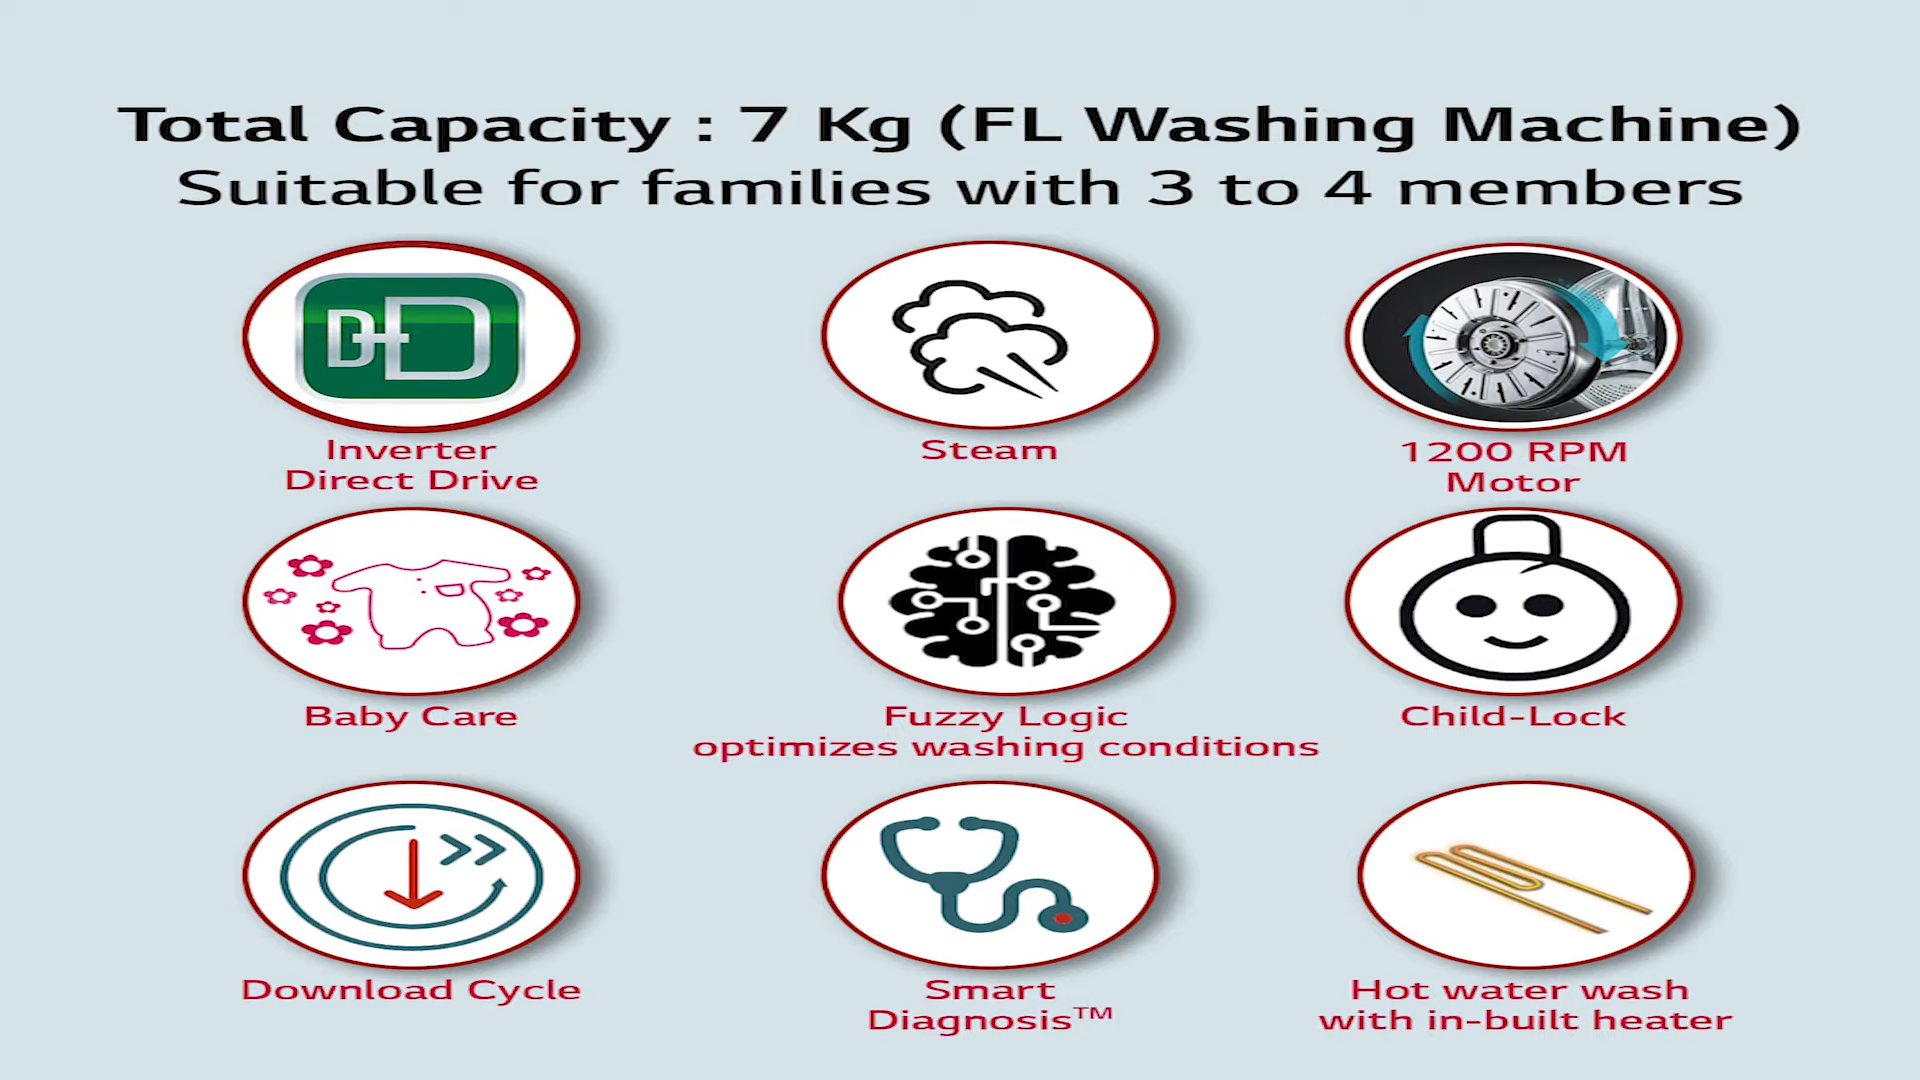 Total Capacity : 7 Kg (FL Washing Machine)
Suitable for families with 3 to 4 members
DD
Inverter
Direct Drive
Steam
1200 RPM
Motor
Baby Care
Fuzzy Logic
optimizes washing conditions
Child-Lock
Download Cycle
Smart
Diagnosis™
Hot water wash
with in-built heater